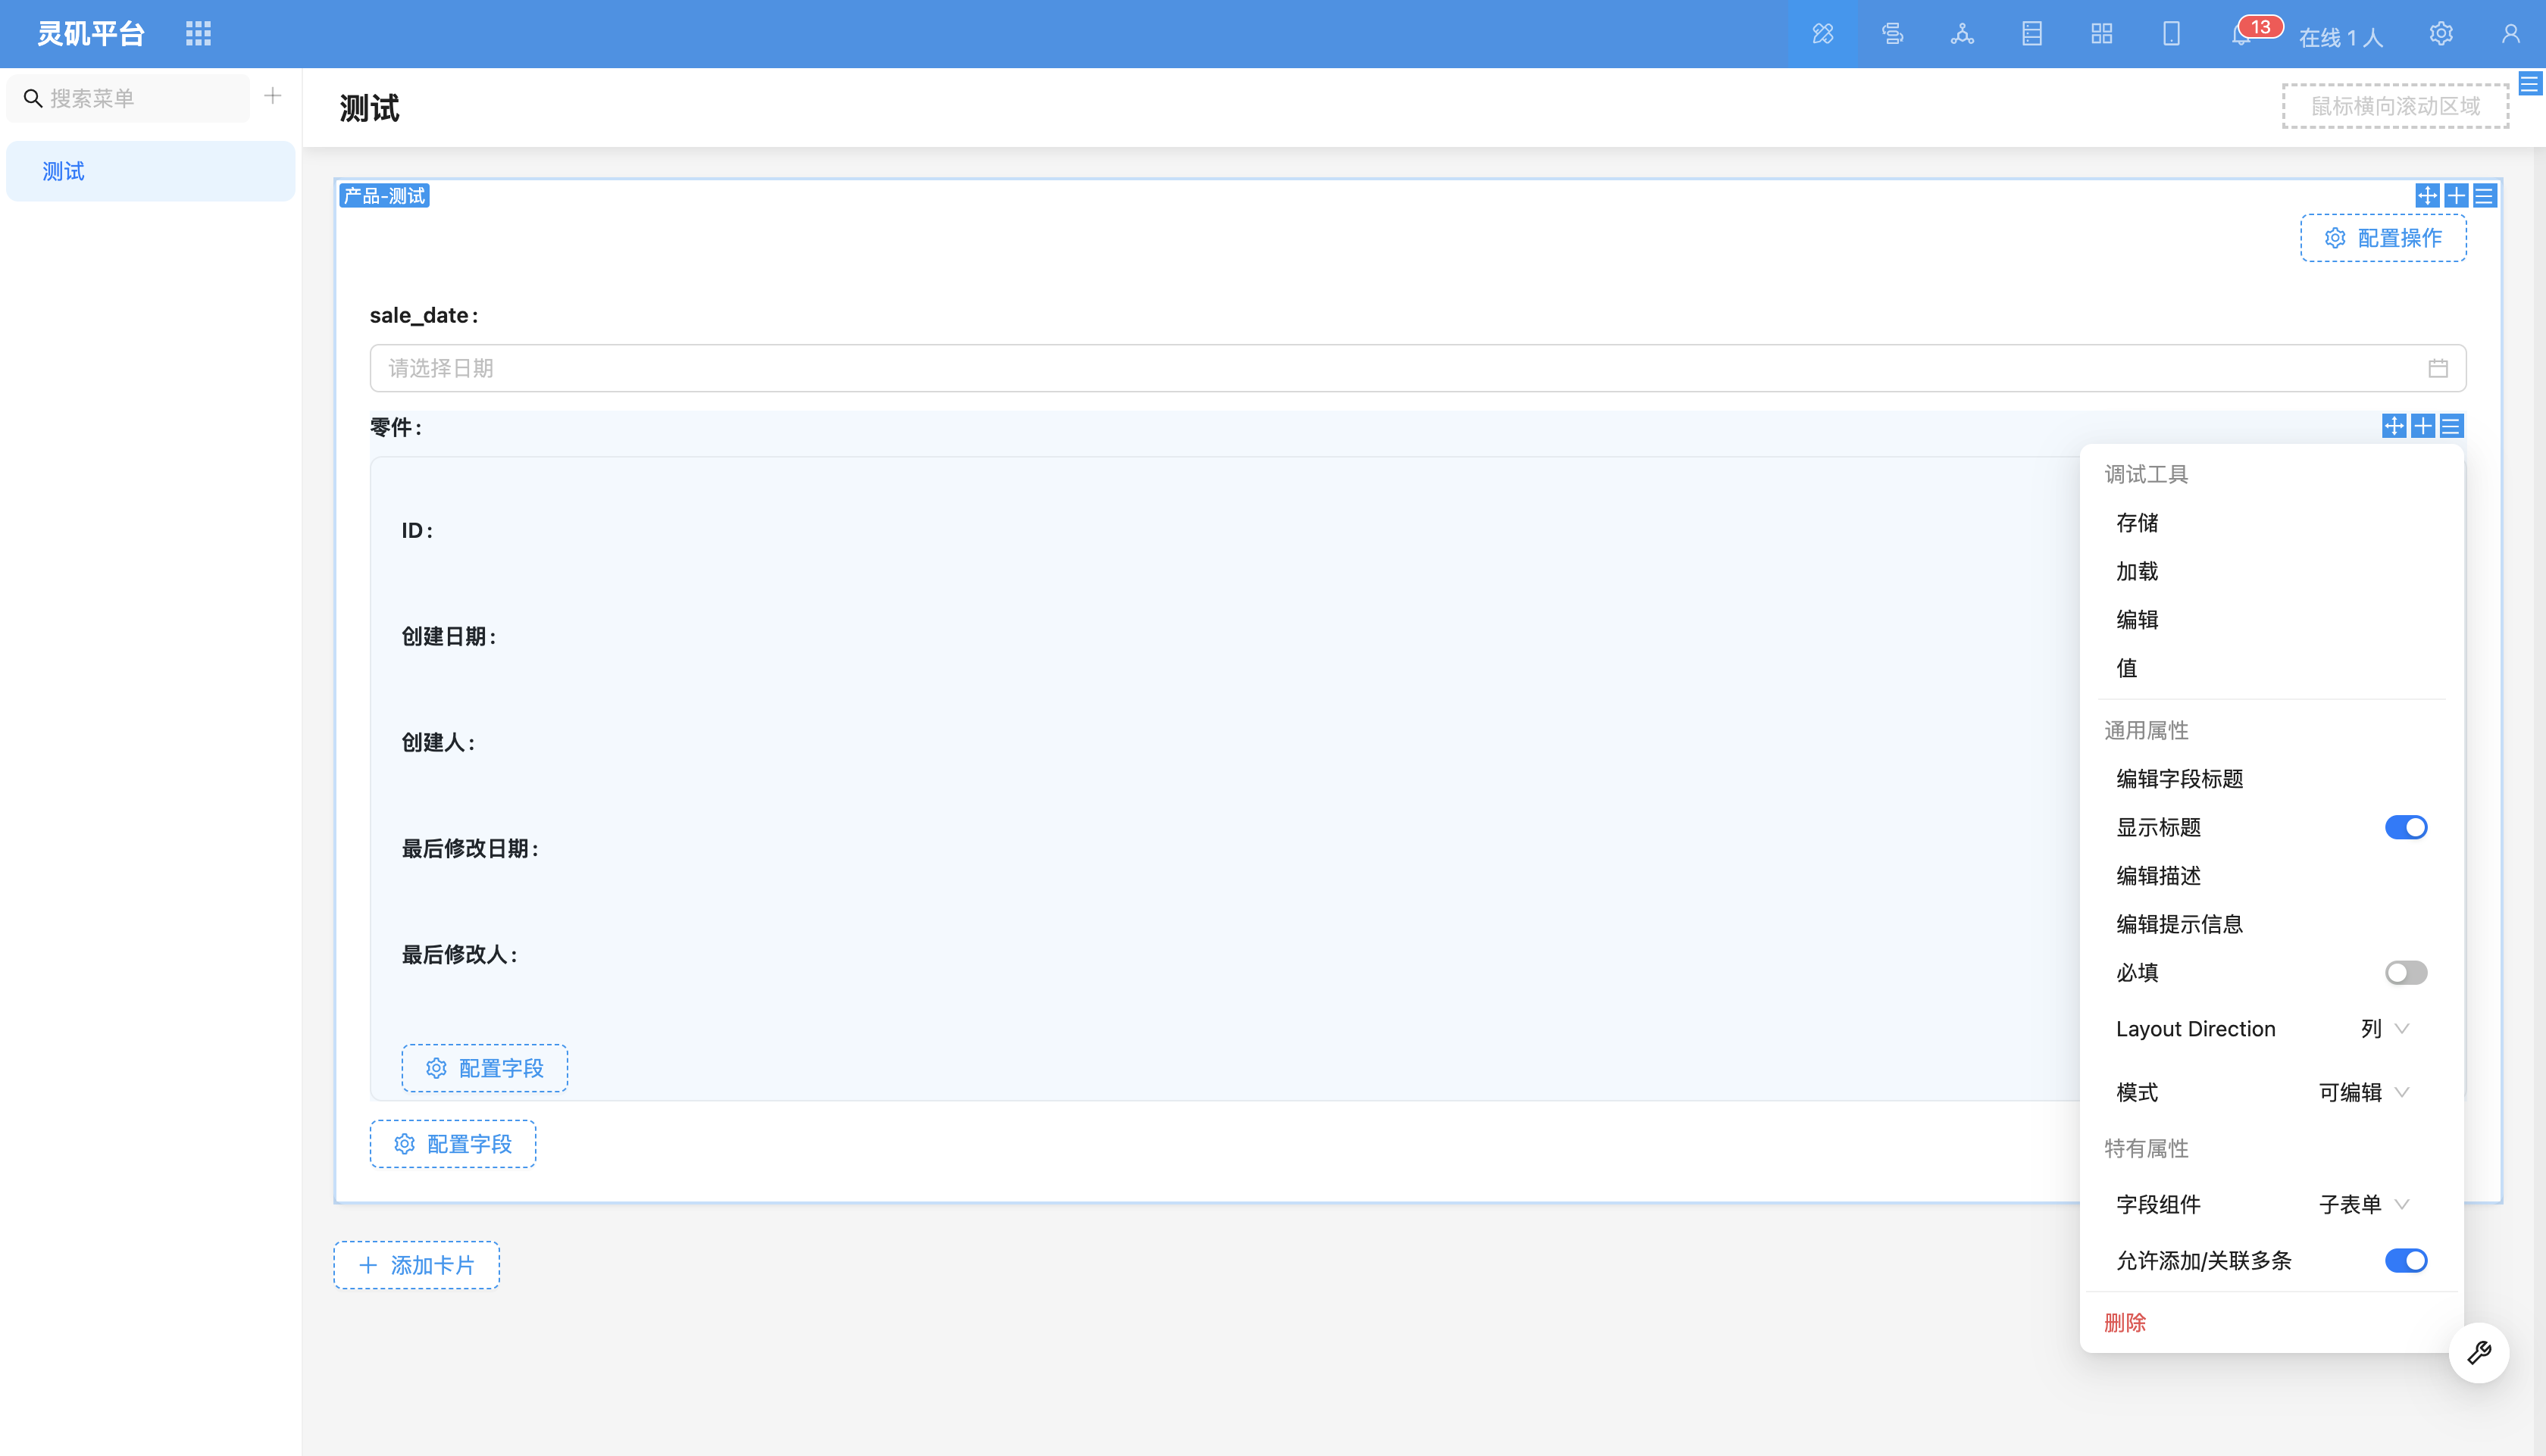 灵矶平台
13
在线 1 人
搜索菜单
测试
测试
鼠标横向滚动区域
产品-测试
配置操作
sale_date :
请选择日期
零件 :
ID :
创建日期 :
创建人 :
最后修改日期 :
最后修改人 :
配置字段
配置字段
添加卡片
调试工具
存储
加载
编辑
值
通用属性
编辑字段标题
显示标题
编辑描述
编辑提示信息
必填
Layout Direction 列
模式 可编辑
特有属性
字段组件 子表单
允许添加/关联多条
删除